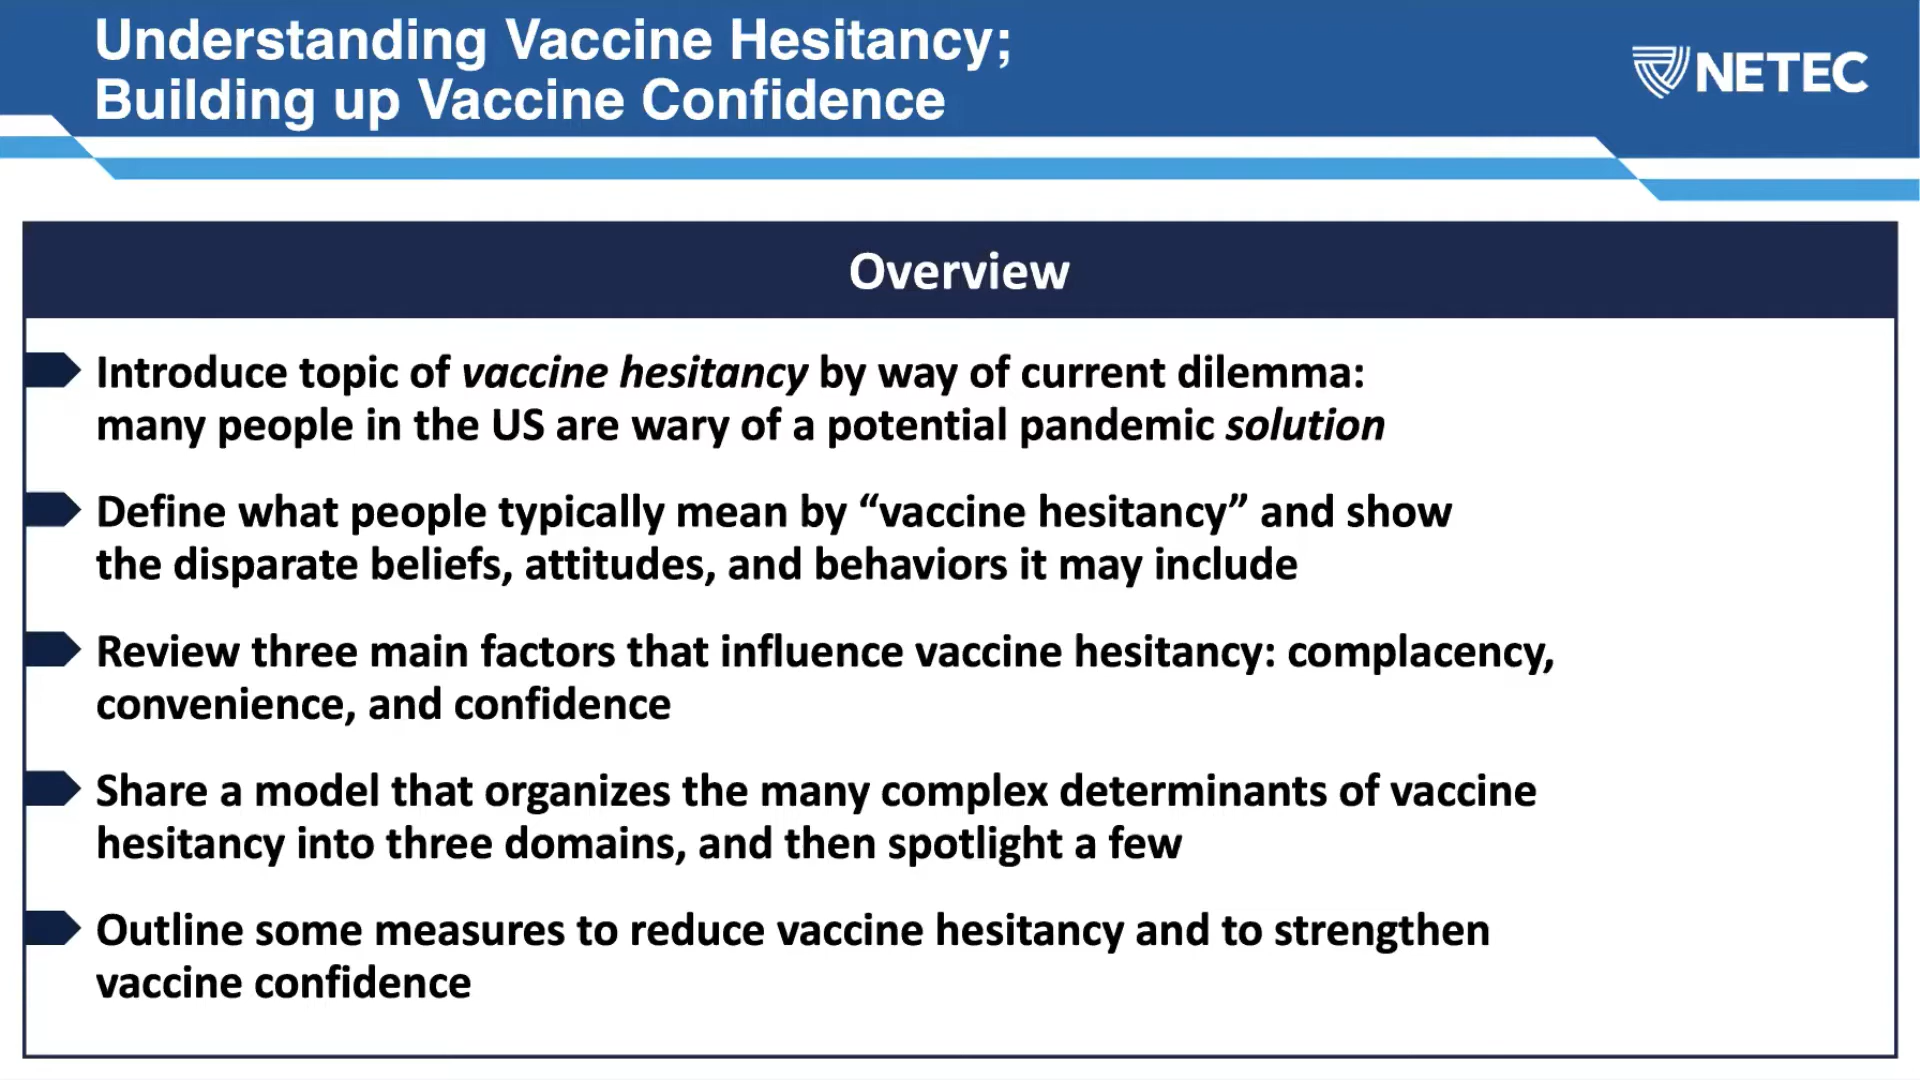 Understanding Vaccine Hesitancy;
Building up Vaccine Confidence
NETEC
Overview
Introduce topic of vaccine hesitancy by way of current dilemma:
many people in the US are wary of a potential pandemic solution
Define what people typically mean by “vaccine hesitancy” and show
the disparate beliefs, attitudes, and behaviors it may include
Review three main factors that influence vaccine hesitancy: complacency,
convenience, and confidence
Share a model that organizes the many complex determinants of vaccine
hesitancy into three domains, and then spotlight a few
Outline some measures to reduce vaccine hesitancy and to strengthen
vaccine confidence